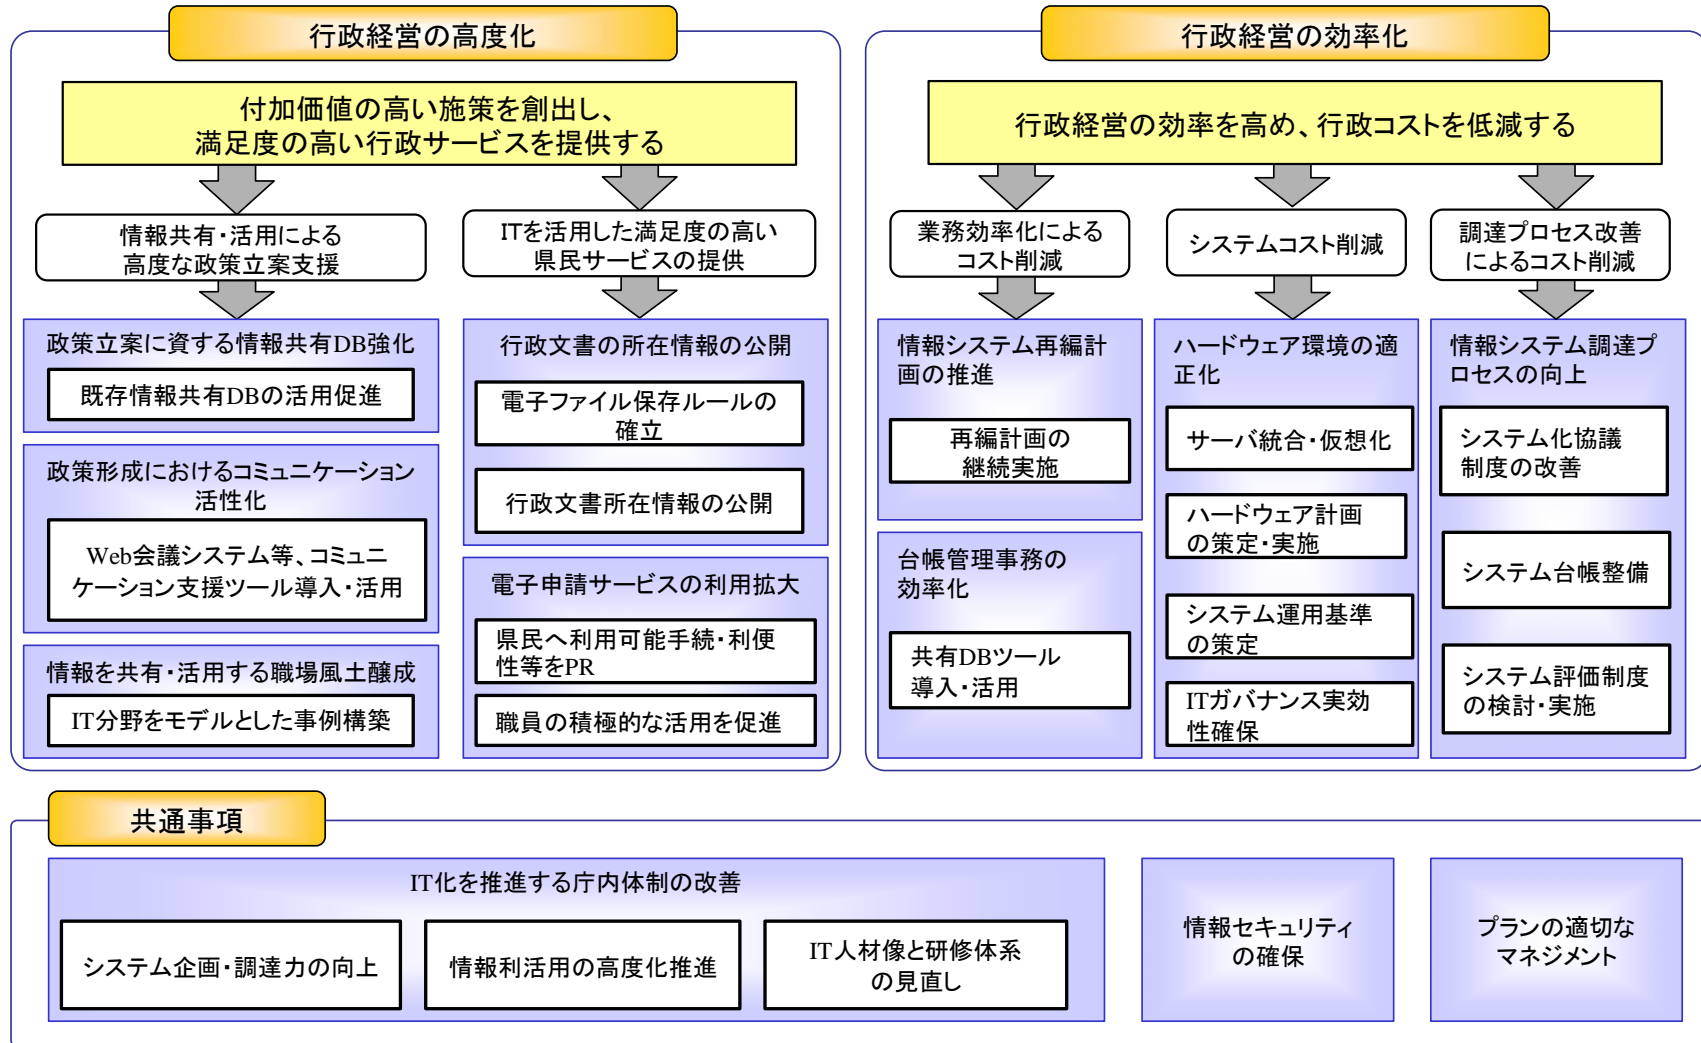 行政経営の高度化
付加価値の高い施策を創出し、
満足度の高い行政サービスを提供する
情報共有・活用による
高度な政策立案支援
政策立案に資する情報共有DB強化
既存情報共有DBの活用促進
政策形成におけるコミュニケーション
活性化
Web会議システム等、コミュニ
ケーション支援ツール導入・活用
情報を共有・活用する職場風土醸成
IT分野をモデルとした事例構築
ITを活用した満足度の高い
県民サービスの提供
行政文書の所在情報の公開
電子ファイル保存ルールの
確立
行政文書所在情報の公開
電子申請サービスの利用拡大
県民へ利用可能手続・利便
性等をPR
職員の積極的な活用を促進
行政経営の効率化
行政経営の効率を高め、行政コストを低減する
業務効率化による
コスト削減
情報システム再編計
画の推進
再編計画の
継続実施
台帳管理事務の
効率化
共有DBツール
導入・活用
システムコスト削減
ハードウェア環境の適
正化
サーバ統合・仮想化
ハードウェア計画
の策定・実施
システム運用基準
の策定
ITガバナンス実効
性確保
調達プロセス改善
によるコスト削減
情報システム調達プ
ロセスの向上
システム化協議
制度の改善
システム台帳整備
システム評価制度
の検討・実施
共通事項
IT化を推進する庁内体制の改善
システム企画・調達力の向上
情報利活用の高度化推進
IT人材像と研修体系
の見直し
情報セキュリティ
の確保
プランの適切な
マネジメント